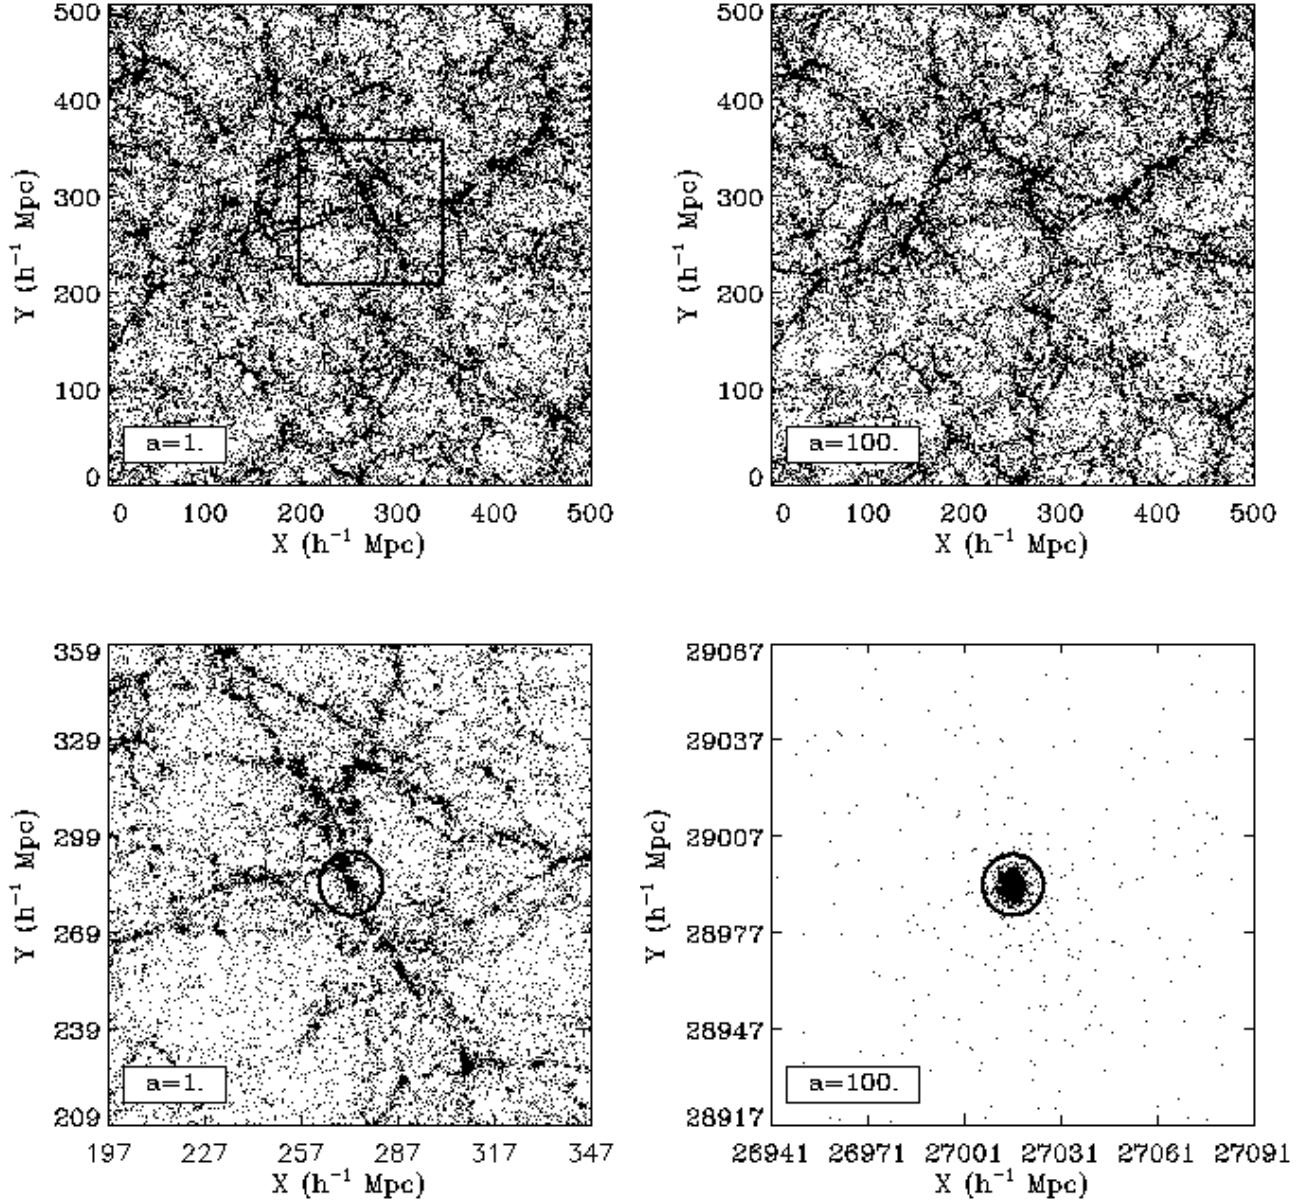 500
400
300
200
100
0
Y (h⁻¹ Mpc)
a=1.
0 100 200 300 400 500
X (h⁻¹ Mpc)
500
400
300
200
100
0
Y (h⁻¹ Mpc)
a=100.
0 100 200 300 400 500
X (h⁻¹ Mpc)
359
329
299
269
239
209
Y (h⁻¹ Mpc)
a=1.
197 227 257 287 317 347
X (h⁻¹ Mpc)
29067
29037
29007
28977
28947
28917
Y (h⁻¹ Mpc)
a=100.
26941 26971 27001 27031 27061 27091
X (h⁻¹ Mpc)